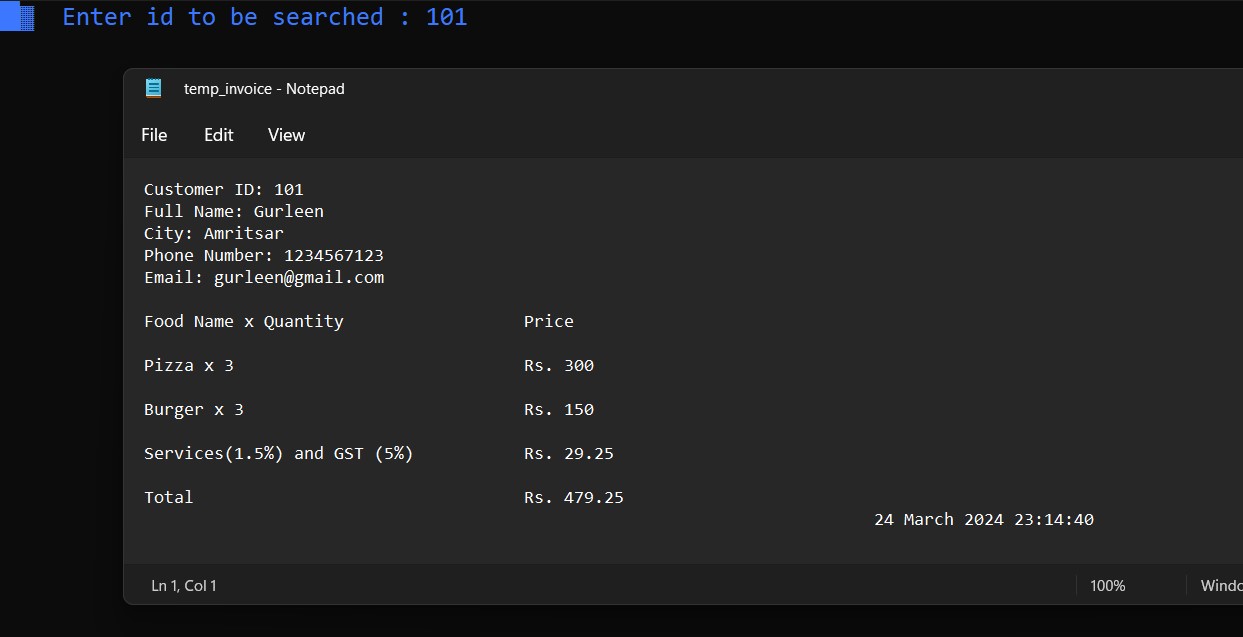 Enter id to be searched : 101
temp_invoice - Notepad
File Edit View
Customer ID: 101
Full Name: Gurleen
City: Amritsar
Phone Number: 1234567123
Email: gurleen@gmail.com
Food Name x Quantity Price
Pizza x 3 Rs. 300
Burger x 3 Rs. 150
Services(1.5%) and GST (5%) Rs. 29.25
Total Rs. 479.25
24 March 2024 23:14:40
Ln 1, Col 1 100%